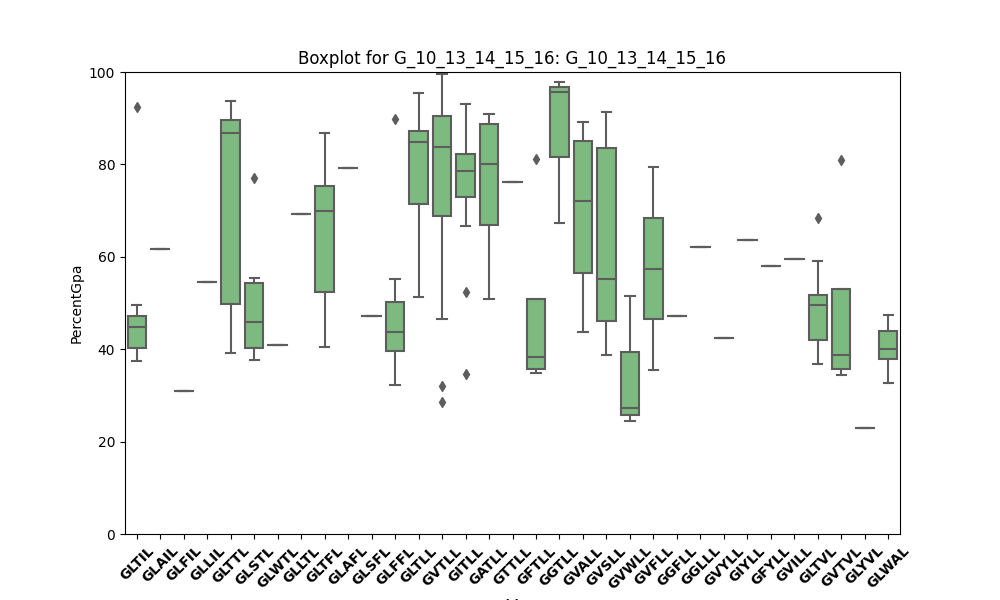 Boxplot for G_10_13_14_15_16: G_10_13_14_15_16
100
80
60
40
20
0
PercentGpa
GLTIL
GLAIL
GLFIL
GLLIL
GLTTL
GLSTL
GLWTL
GLLTL
GLTFL
GLAFL
GLSFL
GLFFL
GLTLL
GVTLL
GITLL
GATLL
GTTLL
GFTLL
GGTLL
GVALL
GVSLL
GVWLL
GVFLL
GGFLL
GGLLL
GVYLL
GIYLL
GFYLL
GVILL
GLTVL
GVTVL
GLYVL
GLWAL